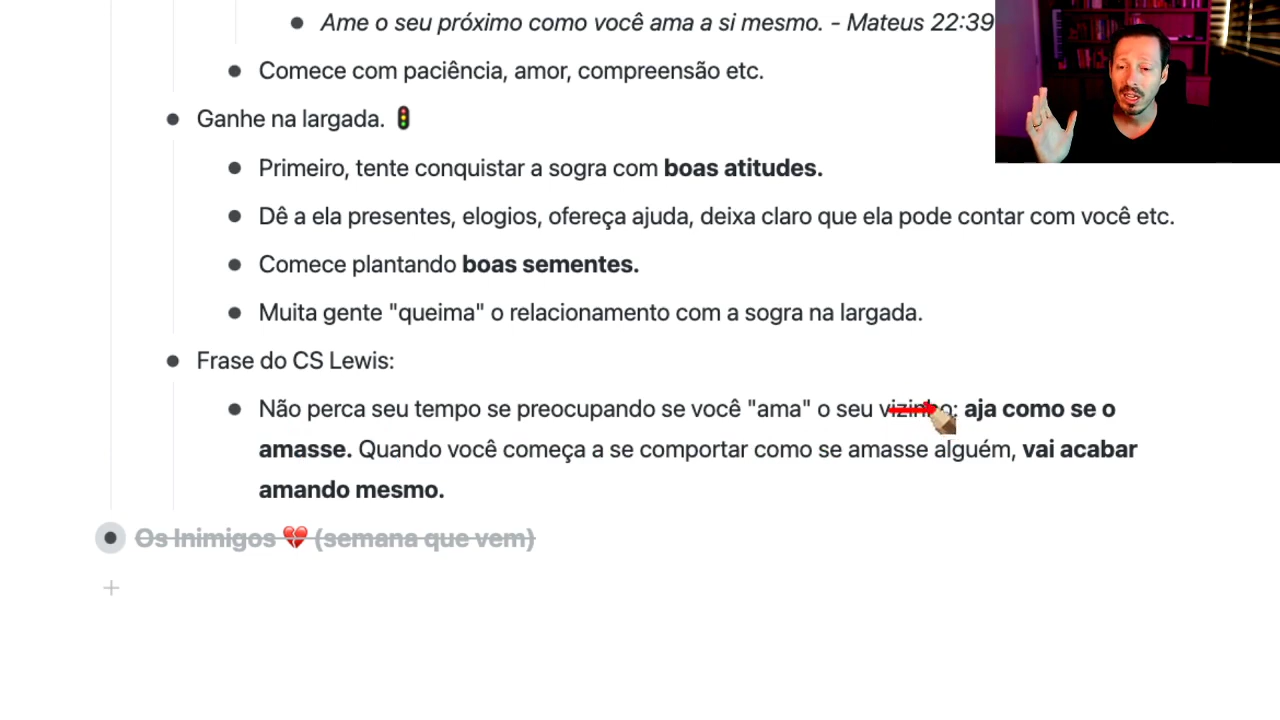 Ame o seu próximo como você ama a si mesmo. - Mateus 22:39
Comece com paciência, amor, compreensão etc.
Ganhe na largada. 🚦
Primeiro, tente conquistar a sogra com boas atitudes.
Dê a ela presentes, elogios, ofereça ajuda, deixa claro que ela pode contar com você etc.
Comece plantando boas sementes.
Muita gente "queima" o relacionamento com a sogra na largada.
Frase do CS Lewis:
Não perca seu tempo se preocupando se você "ama" o seu vizinho: aja como se o
amasse. Quando você começa a se comportar como se amasse alguém, vai acabar
amando mesmo.
Os Inimigos 💔 (semana que vem)